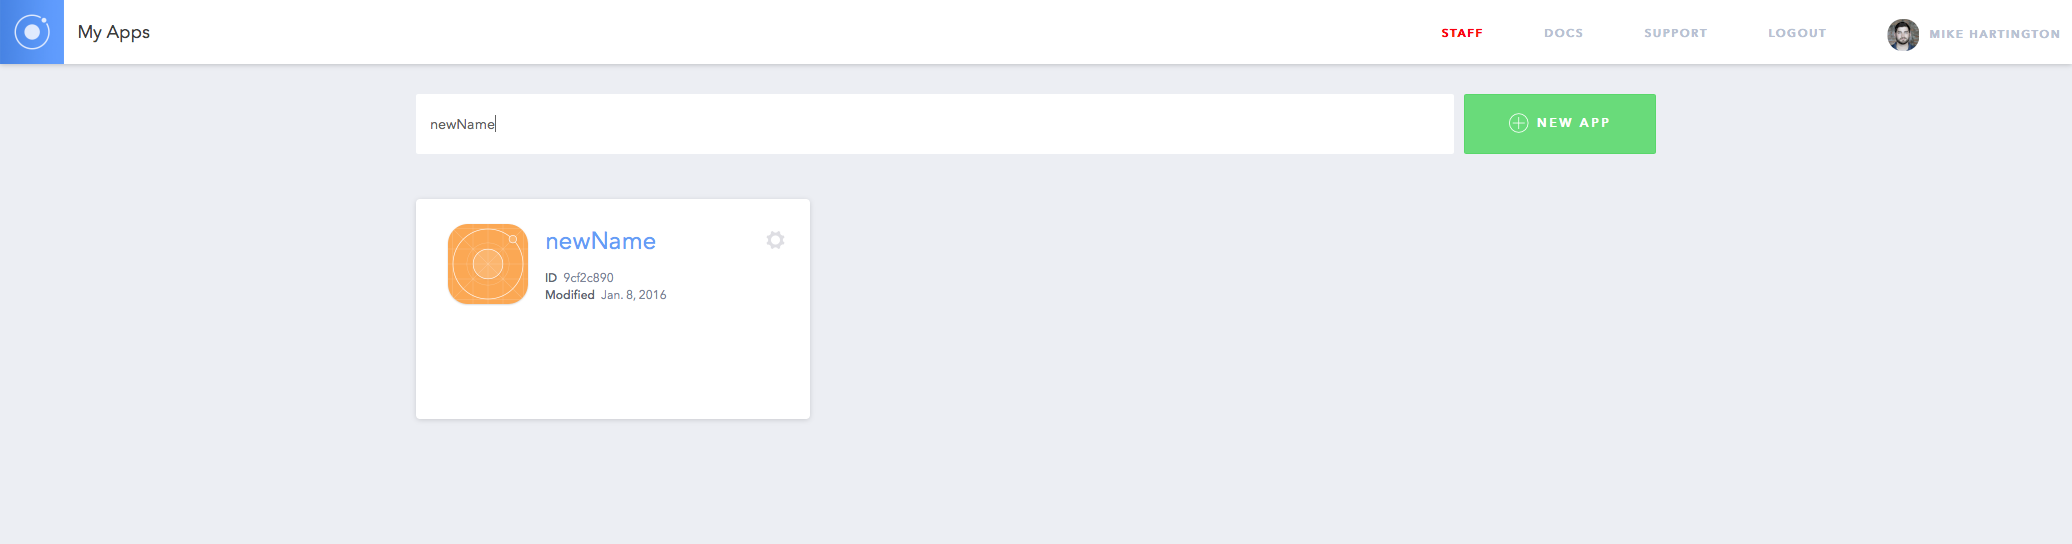 My Apps
STAFF DOCS SUPPORT LOGOUT MIKE HARTINGTON
newName
NEW APP
newName
ID 9cf2c890
Modified Jan. 8, 2016